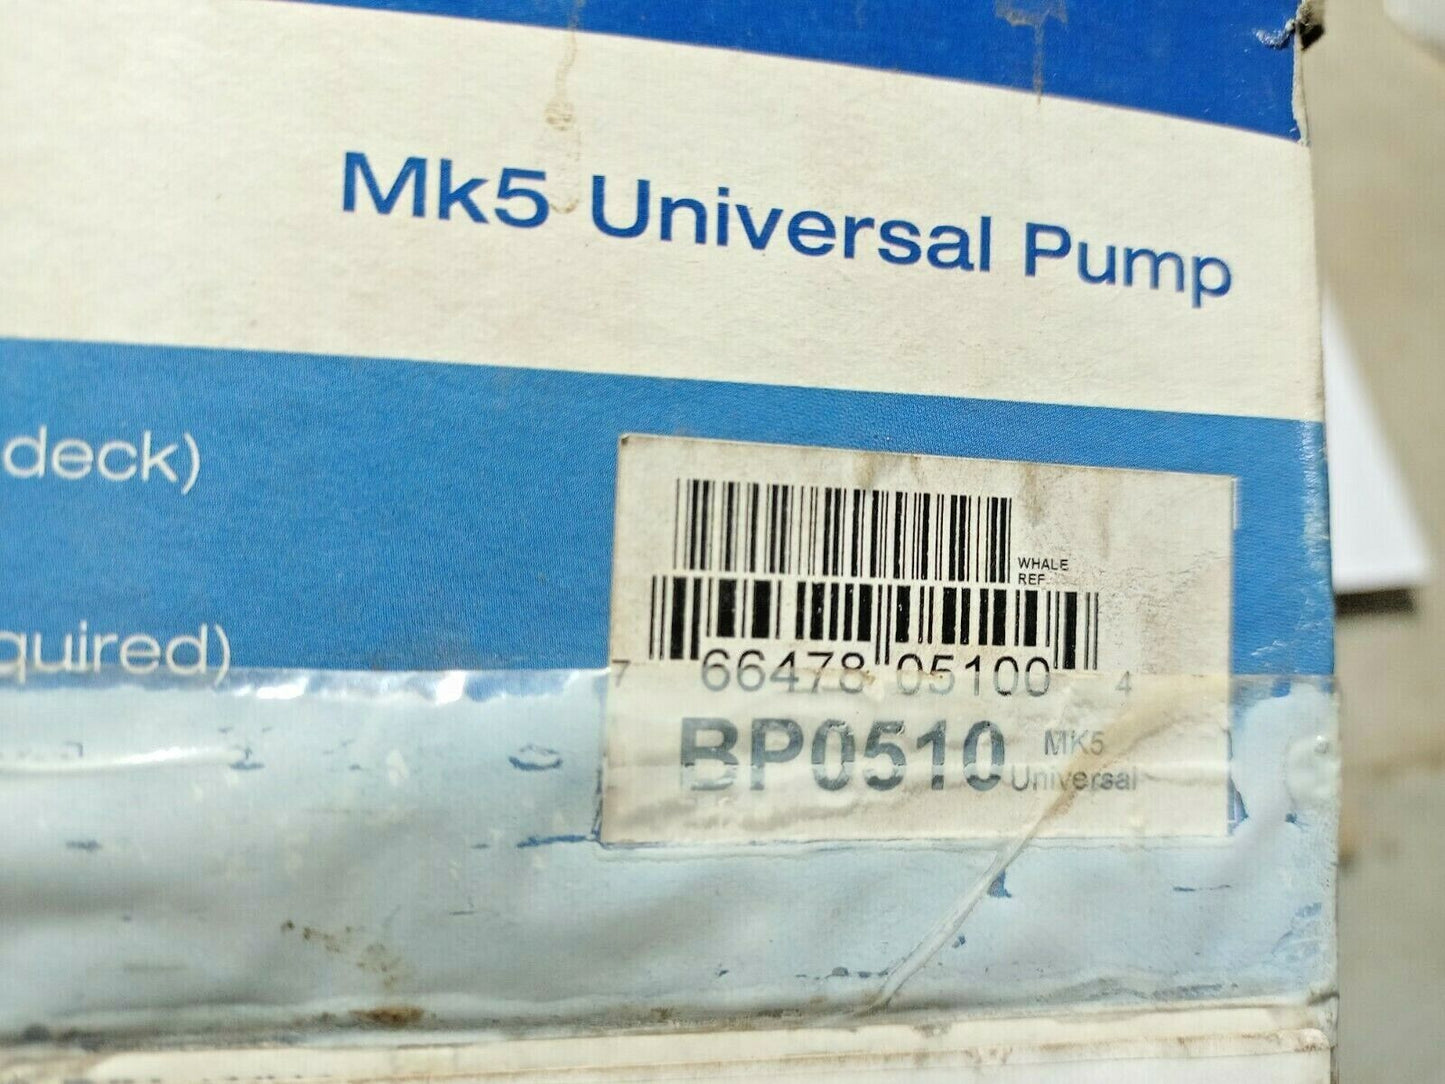 Mk5 Universal Pump
deck)
quired)
WHALE
REF
7 66478 05100 4
BP0510 MK5
Universal